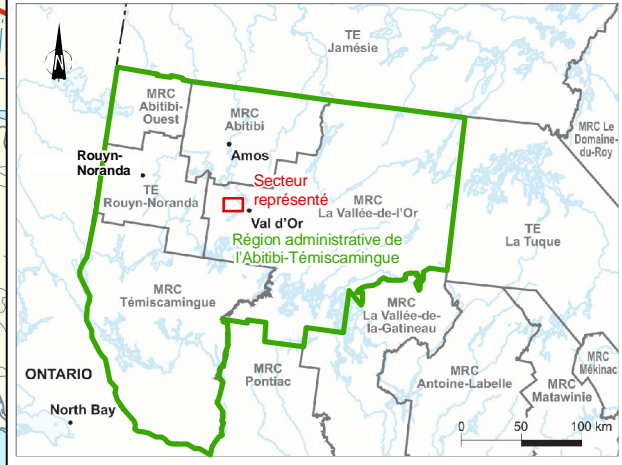 N
TE
Jamésie
MRC
Abitibi-
Ouest
MRC
Abitibi
MRC Le
Domaine-
du-Roy
Rouyn-
Noranda
Amos
TE
Rouyn-Noranda
Secteur
représenté
MRC
La Vallée-de-l'Or
Val d'Or
TE
La Tuque
Région administrative de
l'Abitibi-Témiscamingue
MRC
Témiscamingue
MRC
La Vallée-de-
la-Gatineau
MRC
Pontiac
MRC
Antoine-Labelle
MRC
Matawinie
MRC
Mékinac
ONTARIO
North Bay
0 50 100 km